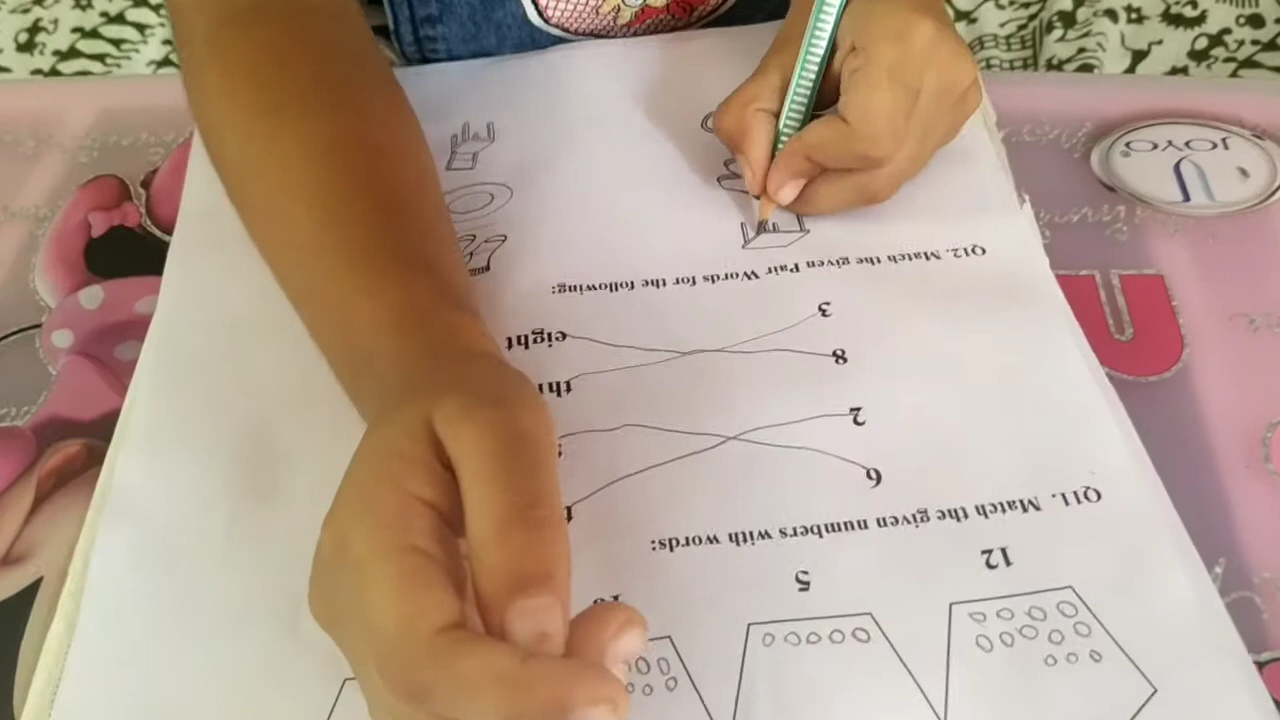 12
5
Q11. Match the given numbers with words:
6
2
8
eight
3
Q12. Match the given Pair Words for the following:
JOYO